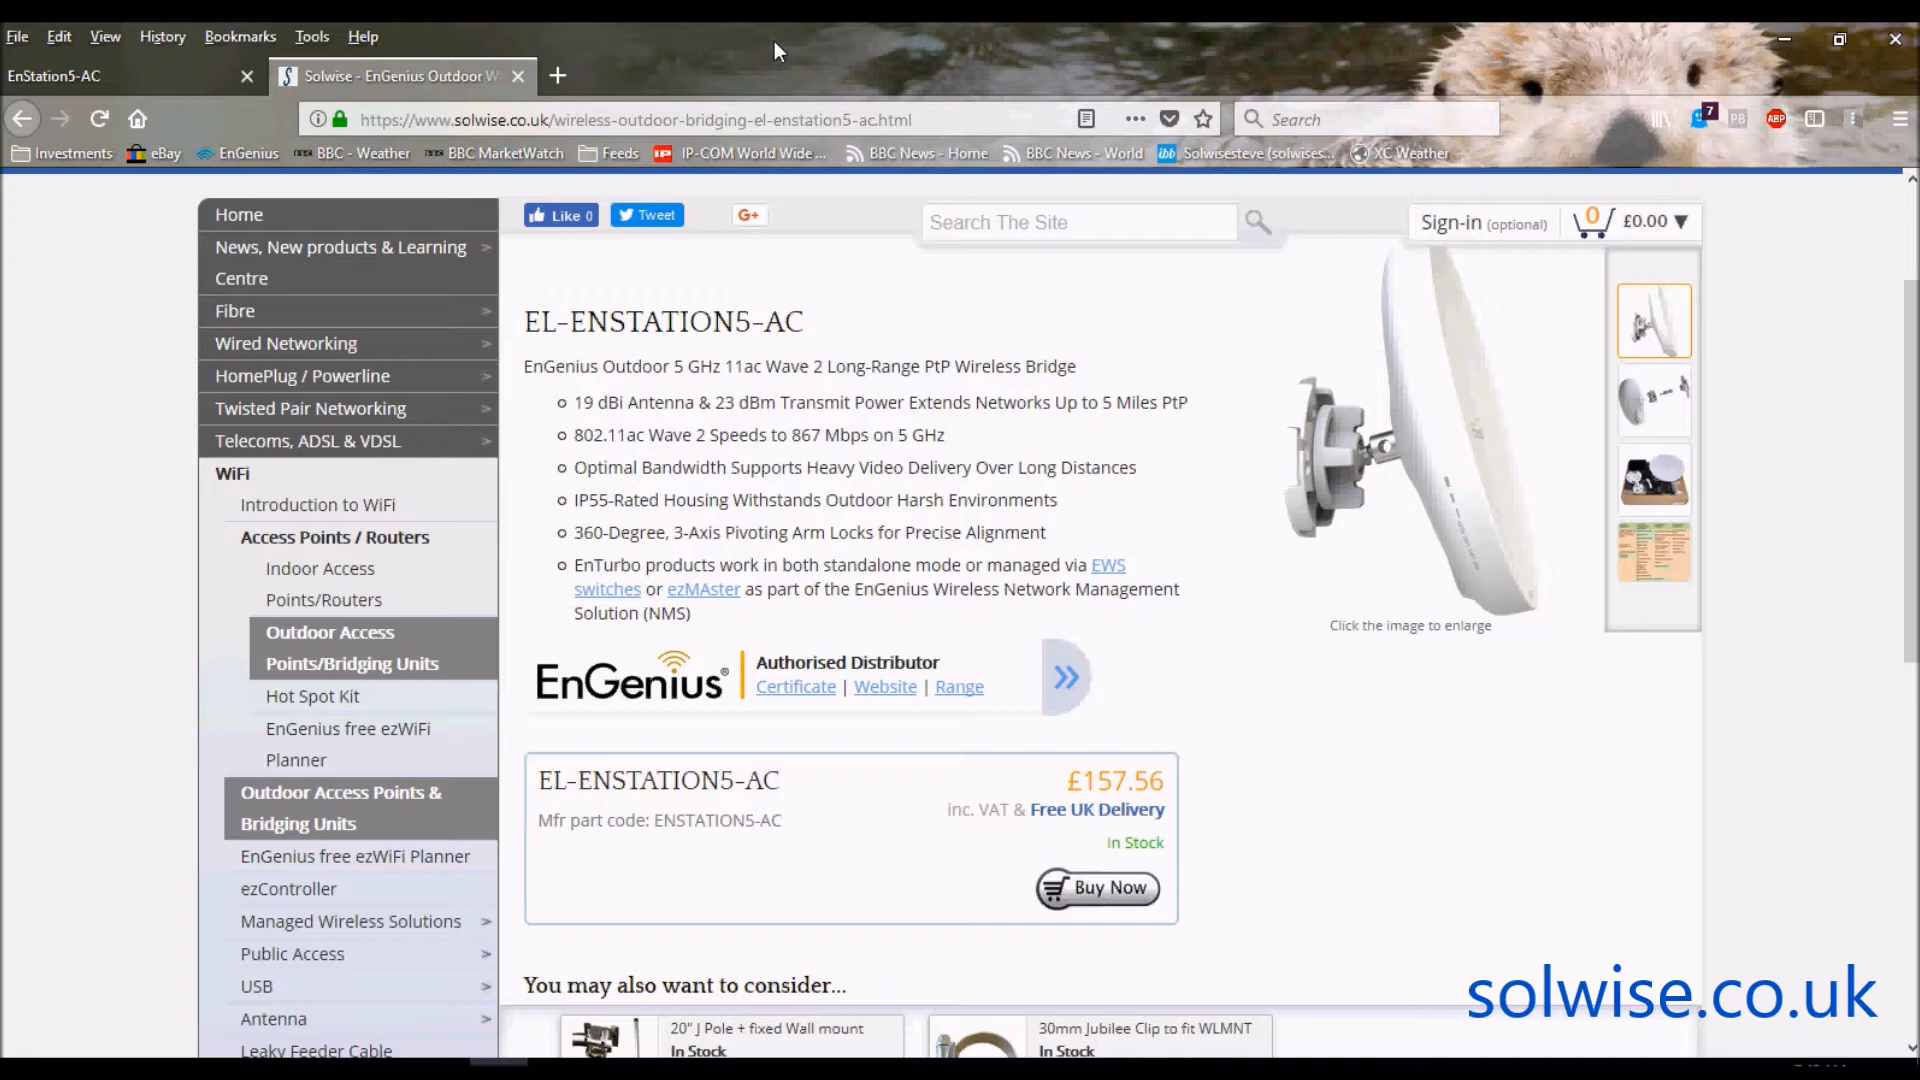 File Edit View History Bookmarks Tools Help
EnStation5-AC
Solwise - EnGenius Outdoor W
https://www.solwise.co.uk/wireless-outdoor-bridging-el-enstation5-ac.html
Search
7
PB
ABP
Investments eBay EnGenius BBC - Weather BBC MarketWatch Feeds IP-COM World Wide ... BBC News - Home BBC News - World ibb Solwisesteve (solwises... XC Weather
Home
News, New products & Learning
Centre
Fibre
Wired Networking
HomePlug / Powerline
Twisted Pair Networking
Telecoms, ADSL & VDSL
WiFi
Introduction to WiFi
Access Points / Routers
Indoor Access
Points/Routers
Outdoor Access
Points/Bridging Units
Hot Spot Kit
EnGenius free ezWiFi
Planner
Outdoor Access Points &
Bridging Units
EnGenius free ezWiFi Planner
ezController
Managed Wireless Solutions
Public Access
USB
Antenna
Leaky Feeder Cable
Like 0 Tweet G+
Search The Site
Sign-in (optional) 0 £0.00
EL-ENSTATION5-AC
EnGenius Outdoor 5 GHz 11ac Wave 2 Long-Range PtP Wireless Bridge
19 dBi Antenna & 23 dBm Transmit Power Extends Networks Up to 5 Miles PtP
802.11ac Wave 2 Speeds to 867 Mbps on 5 GHz
Optimal Bandwidth Supports Heavy Video Delivery Over Long Distances
IP55-Rated Housing Withstands Outdoor Harsh Environments
360-Degree, 3-Axis Pivoting Arm Locks for Precise Alignment
EnTurbo products work in both standalone mode or managed via EWS
switches or ezMAster as part of the EnGenius Wireless Network Management
Solution (NMS)
Click the image to enlarge
EnGenius®
Authorised Distributor
Certificate | Website | Range
EL-ENSTATION5-AC
£157.56
Mfr part code: ENSTATION5-AC
inc. VAT & Free UK Delivery
In Stock
Buy Now
You may also want to consider...
20" J Pole + fixed Wall mount
In Stock
30mm Jubilee Clip to fit WLMNT
In Stock
solwise.co.uk